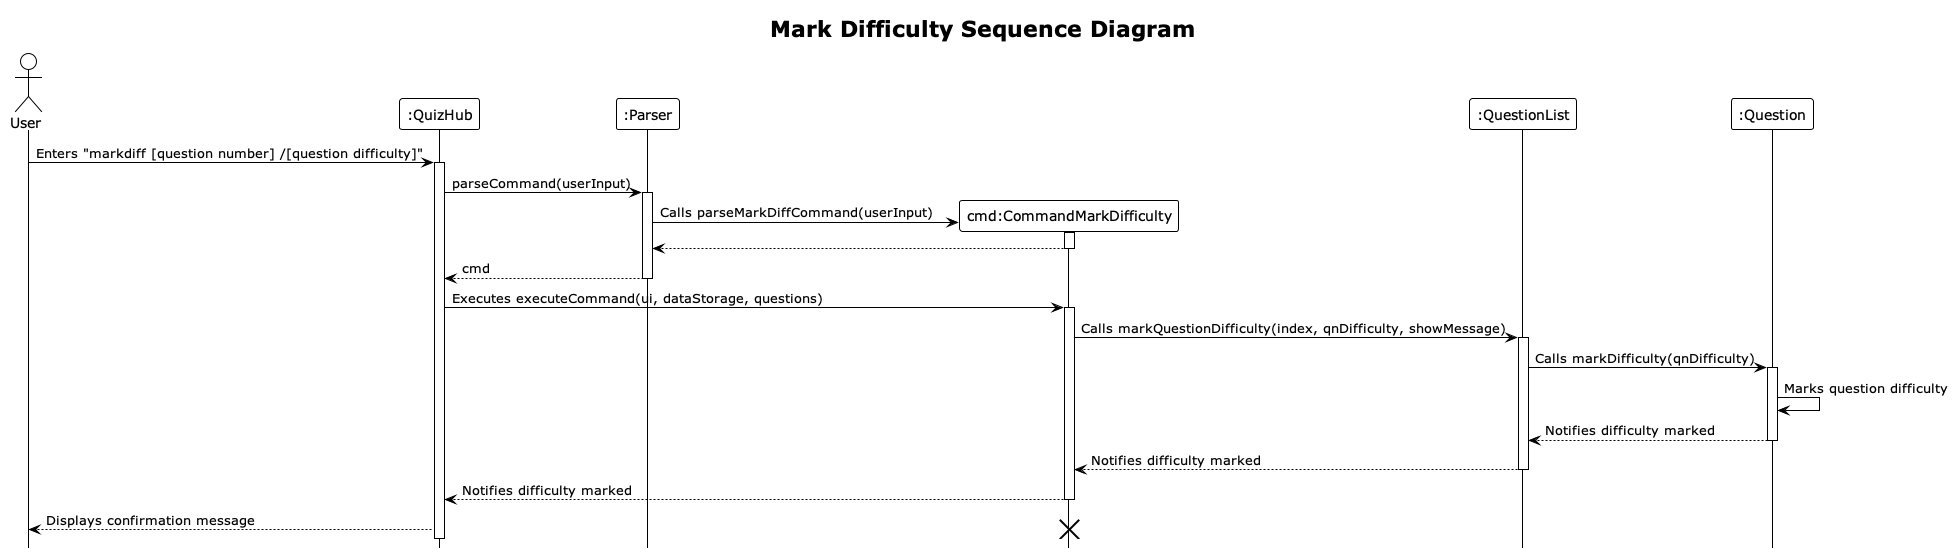 Mark Difficulty Sequence Diagram
User
:QuizHub
:Parser
:QuestionList
:Question
Enters "markdiff [question number] /[question difficulty]"
parseCommand(userInput)
Calls parseMarkDiffCommand(userInput)
cmd:CommandMarkDifficulty
cmd
Executes executeCommand(ui, dataStorage, questions)
Calls markQuestionDifficulty(index, qnDifficulty, showMessage)
Calls markDifficulty(qnDifficulty)
Marks question difficulty
Notifies difficulty marked
Notifies difficulty marked
Notifies difficulty marked
Displays confirmation message